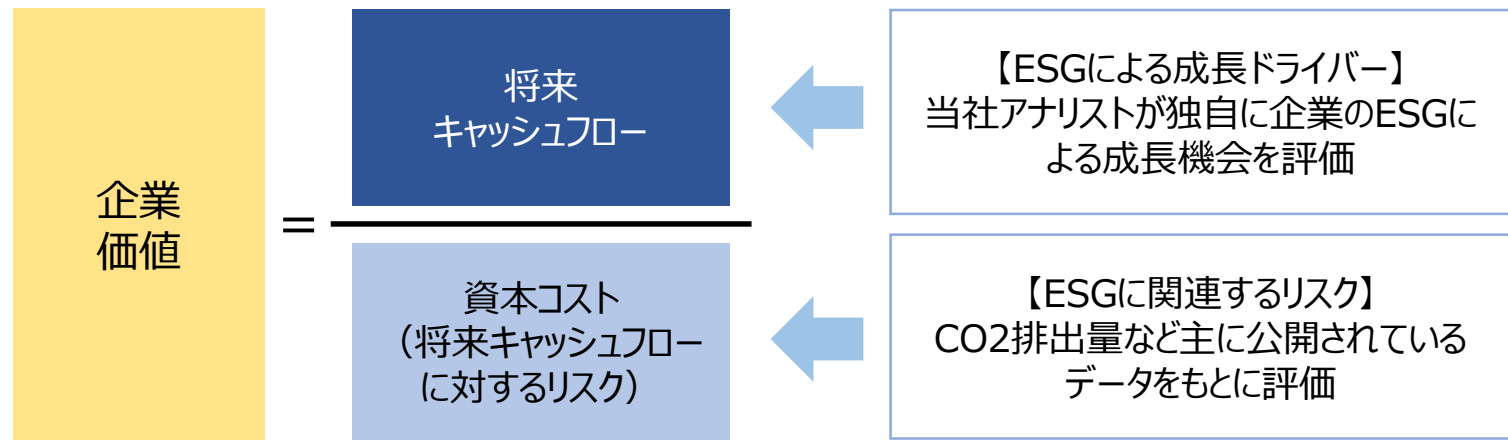 企業
価値
=
将来
キャッシュフロー
資本コスト
（将来キャッシュフロー
に対するリスク）
【ESGによる成長ドライバー】
当社アナリストが独自に企業のESGに
よる成長機会を評価
【ESGに関連するリスク】
CO2排出量など主に公開されている
データをもとに評価